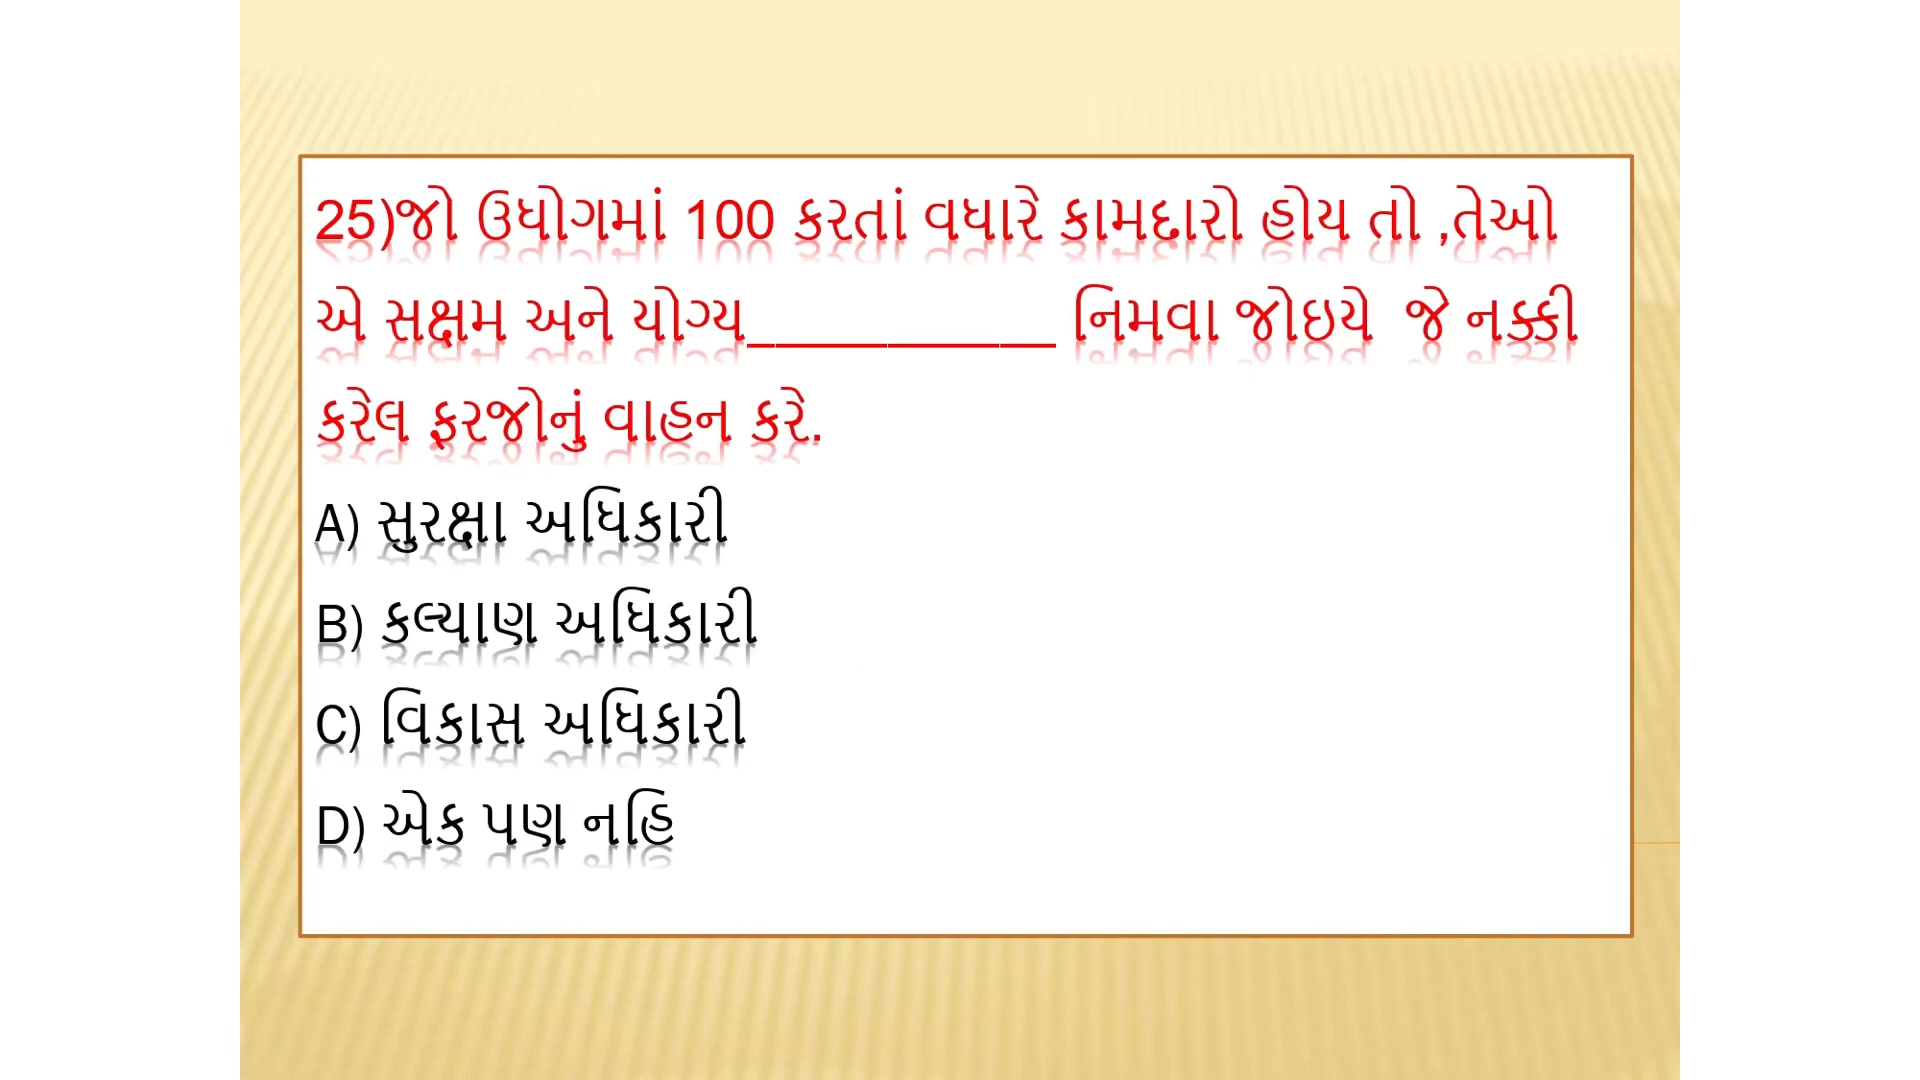 25)જો ઉધોગમાં 100 કરતાં વધારે કામદારો હોય તો ,તેઓ
એ સક્ષમ અને યોગ્ય___________ નિમવા જોઇયે જે નક્કી
કરેલ ફરજોનું વાહન કરે.
A) સુરક્ષા અધિકારી
B) કલ્યાણ અધિકારી
C) વિકાસ અધિકારી
D) એક પણ નહિ